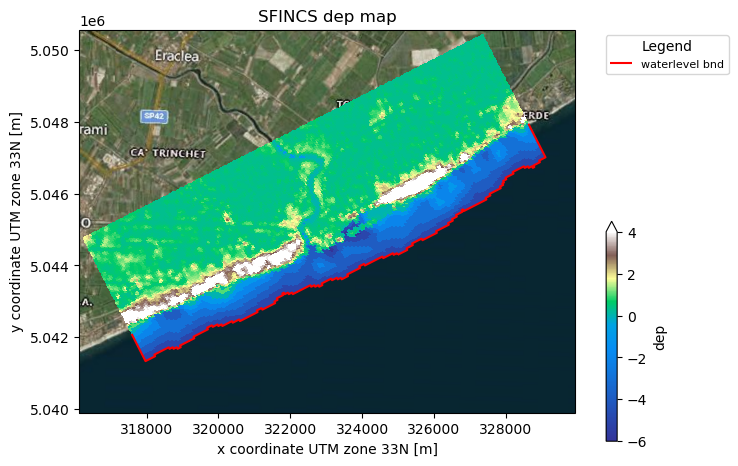 SFINCS dep map
1e6
5.050
5.048
5.046
5.044
5.042
5.040
y coordinate UTM zone 33N [m]
318000 320000 322000 324000 326000 328000
x coordinate UTM zone 33N [m]
Eraclea
SP42
rami
CA' TRINCHET
TO
ERDE
O
A.
Legend
waterlevel bnd
4
2
0
−2
−4
−6
dep